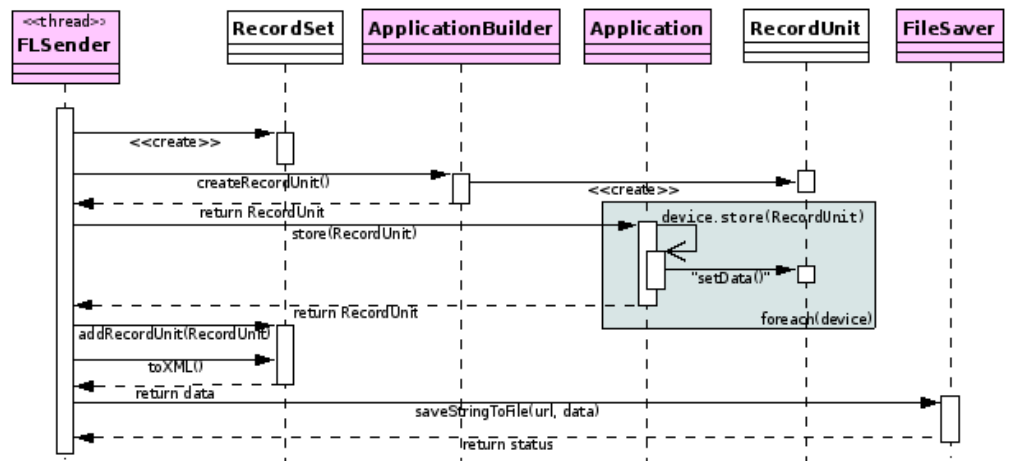 <<thread>>
FLSender
RecordSet
ApplicationBuilder
Application
RecordUnit
FileSaver
<<create>>
createRecordUnit()
<<create>>
return RecordUnit
device.store(RecordUnit)
store(RecordUnit)
"setData()"
return RecordUnit
foreach(device)
addRecordUnit(RecordUnit)
toXML()
return data
saveStringToFile(url, data)
return status